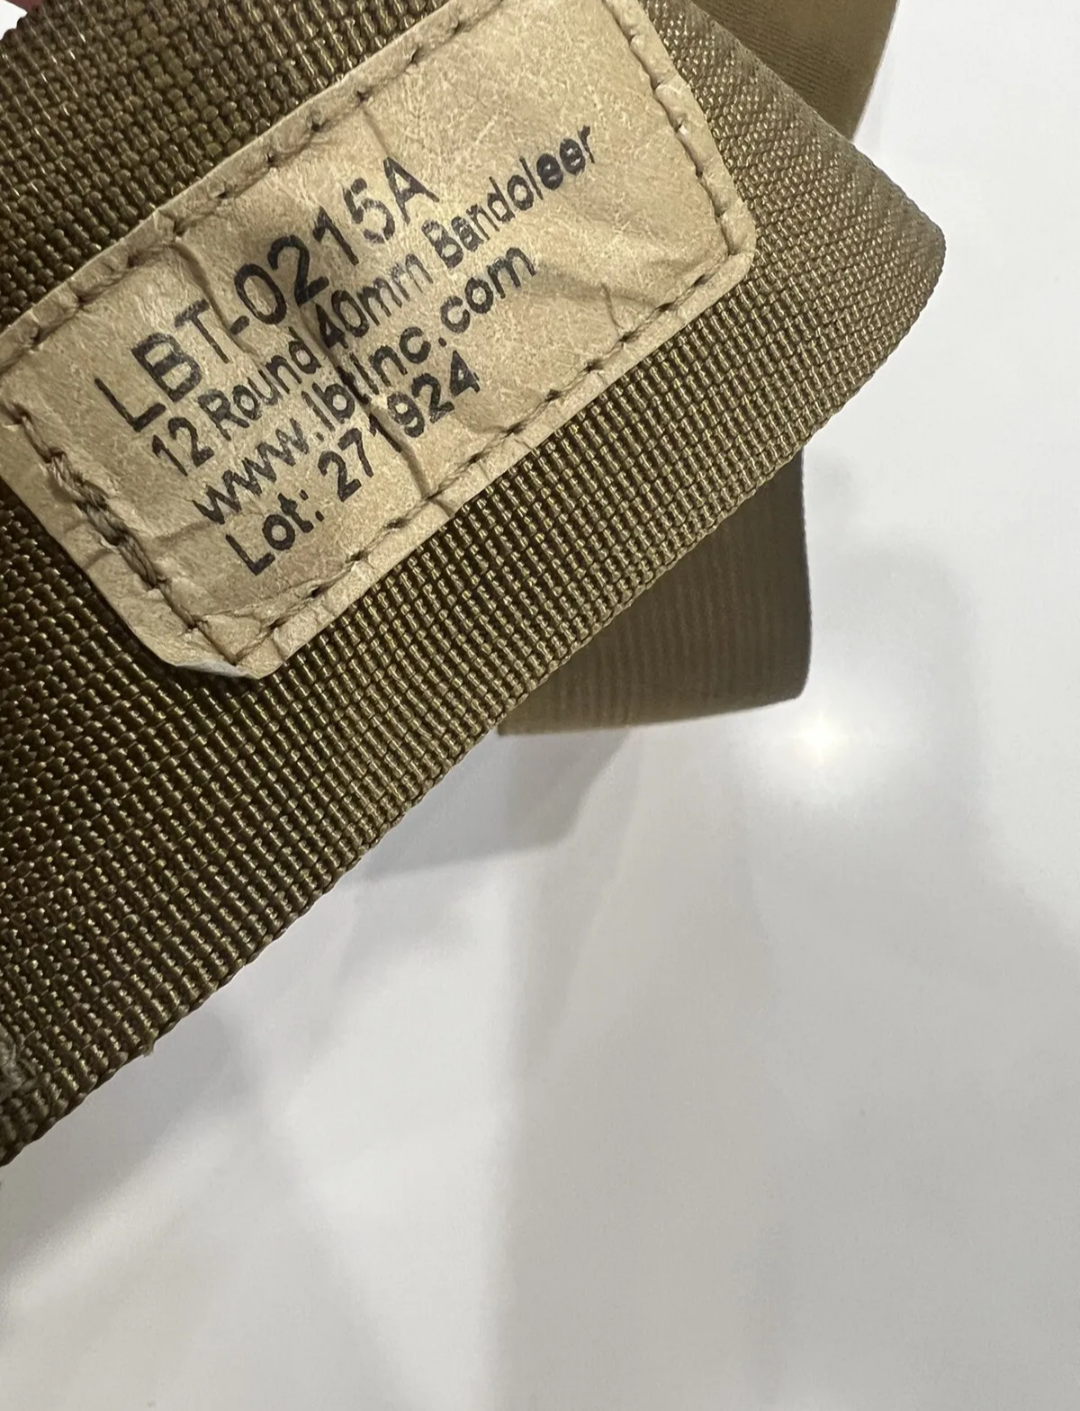 LBT-0215A
12 Round 40mm Bandoleer
www.lbtinc.com
Lot: 271924